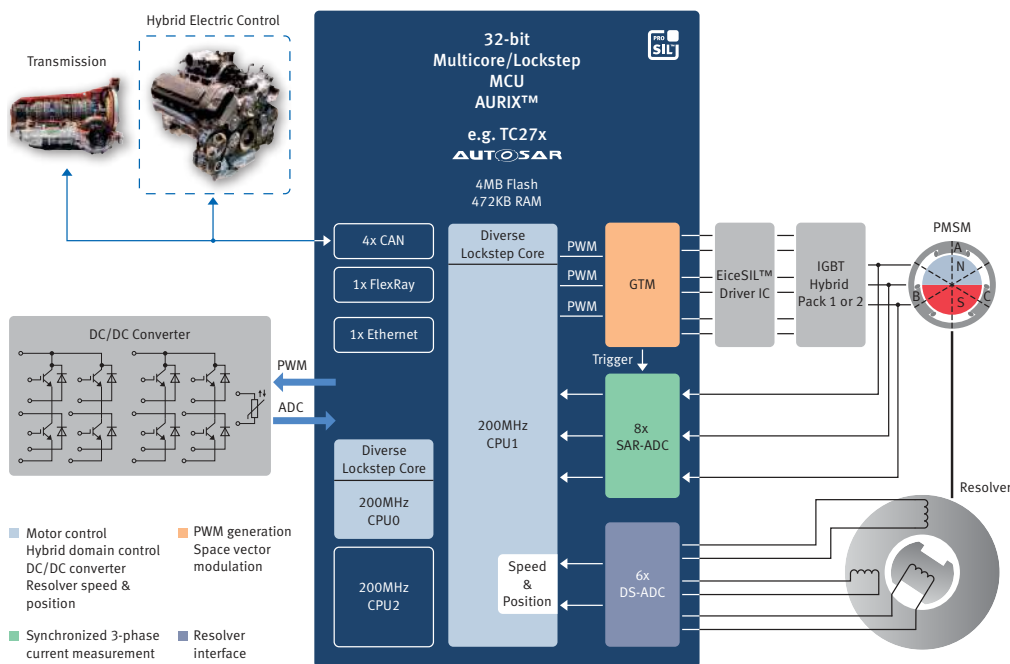 Hybrid Electric Control
Transmission
32-bit
Multicore/Lockstep
MCU
AURIX™
e.g. TC27x
AUTOSAR
4MB Flash
472KB RAM
PRO
SIL
4x CAN
1x FlexRay
1x Ethernet
Diverse
Lockstep Core
200MHz
CPU1
PWM
PWM
PWM
GTM
EiceSIL™
Driver IC
IGBT
Hybrid
Pack 1 or 2
PMSM
A
N
B
S
C
DC/DC Converter
PWM
ADC
Trigger
8x
SAR-ADC
Diverse
Lockstep Core
200MHz
CPU0
200MHz
CPU2
Speed
&
Position
6x
DS-ADC
Resolver
Motor control
Hybrid domain control
DC/DC converter
Resolver speed &
position
PWM generation
Space vector
modulation
Synchronized 3-phase
current measurement
Resolver
interface